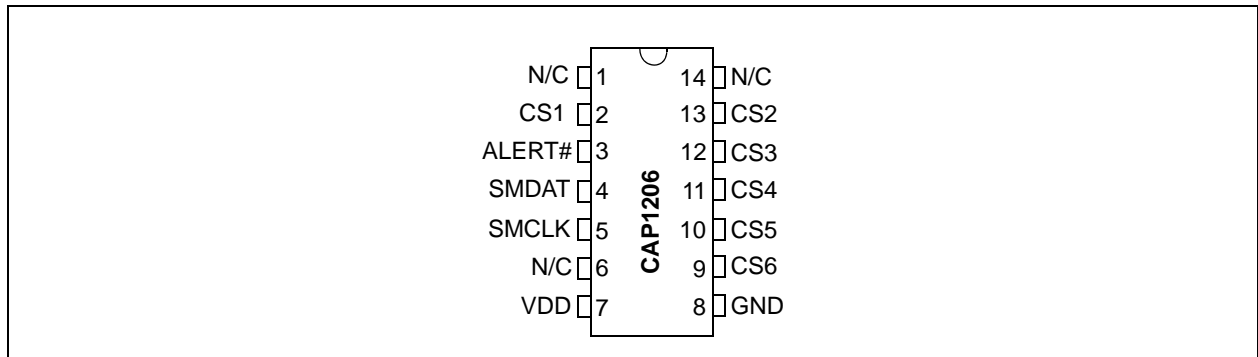 N/C 1 14 N/C
CS1 2 13 CS2
ALERT# 3 12 CS3
SMDAT 4 11 CS4
SMCLK 5 10 CS5
N/C 6 9 CS6
VDD 7 8 GND
CAP1206